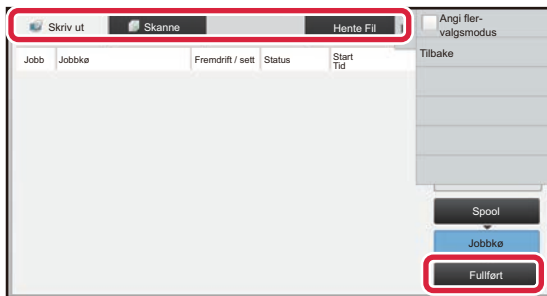 Skriv ut
Skanne
Hente Fil
Angi fler-
valgsmodus
Tilbake
Jobb
Jobbkø
Fremdrift / sett
Status
Start
Tid
Spool
Jobbkø
Fullført